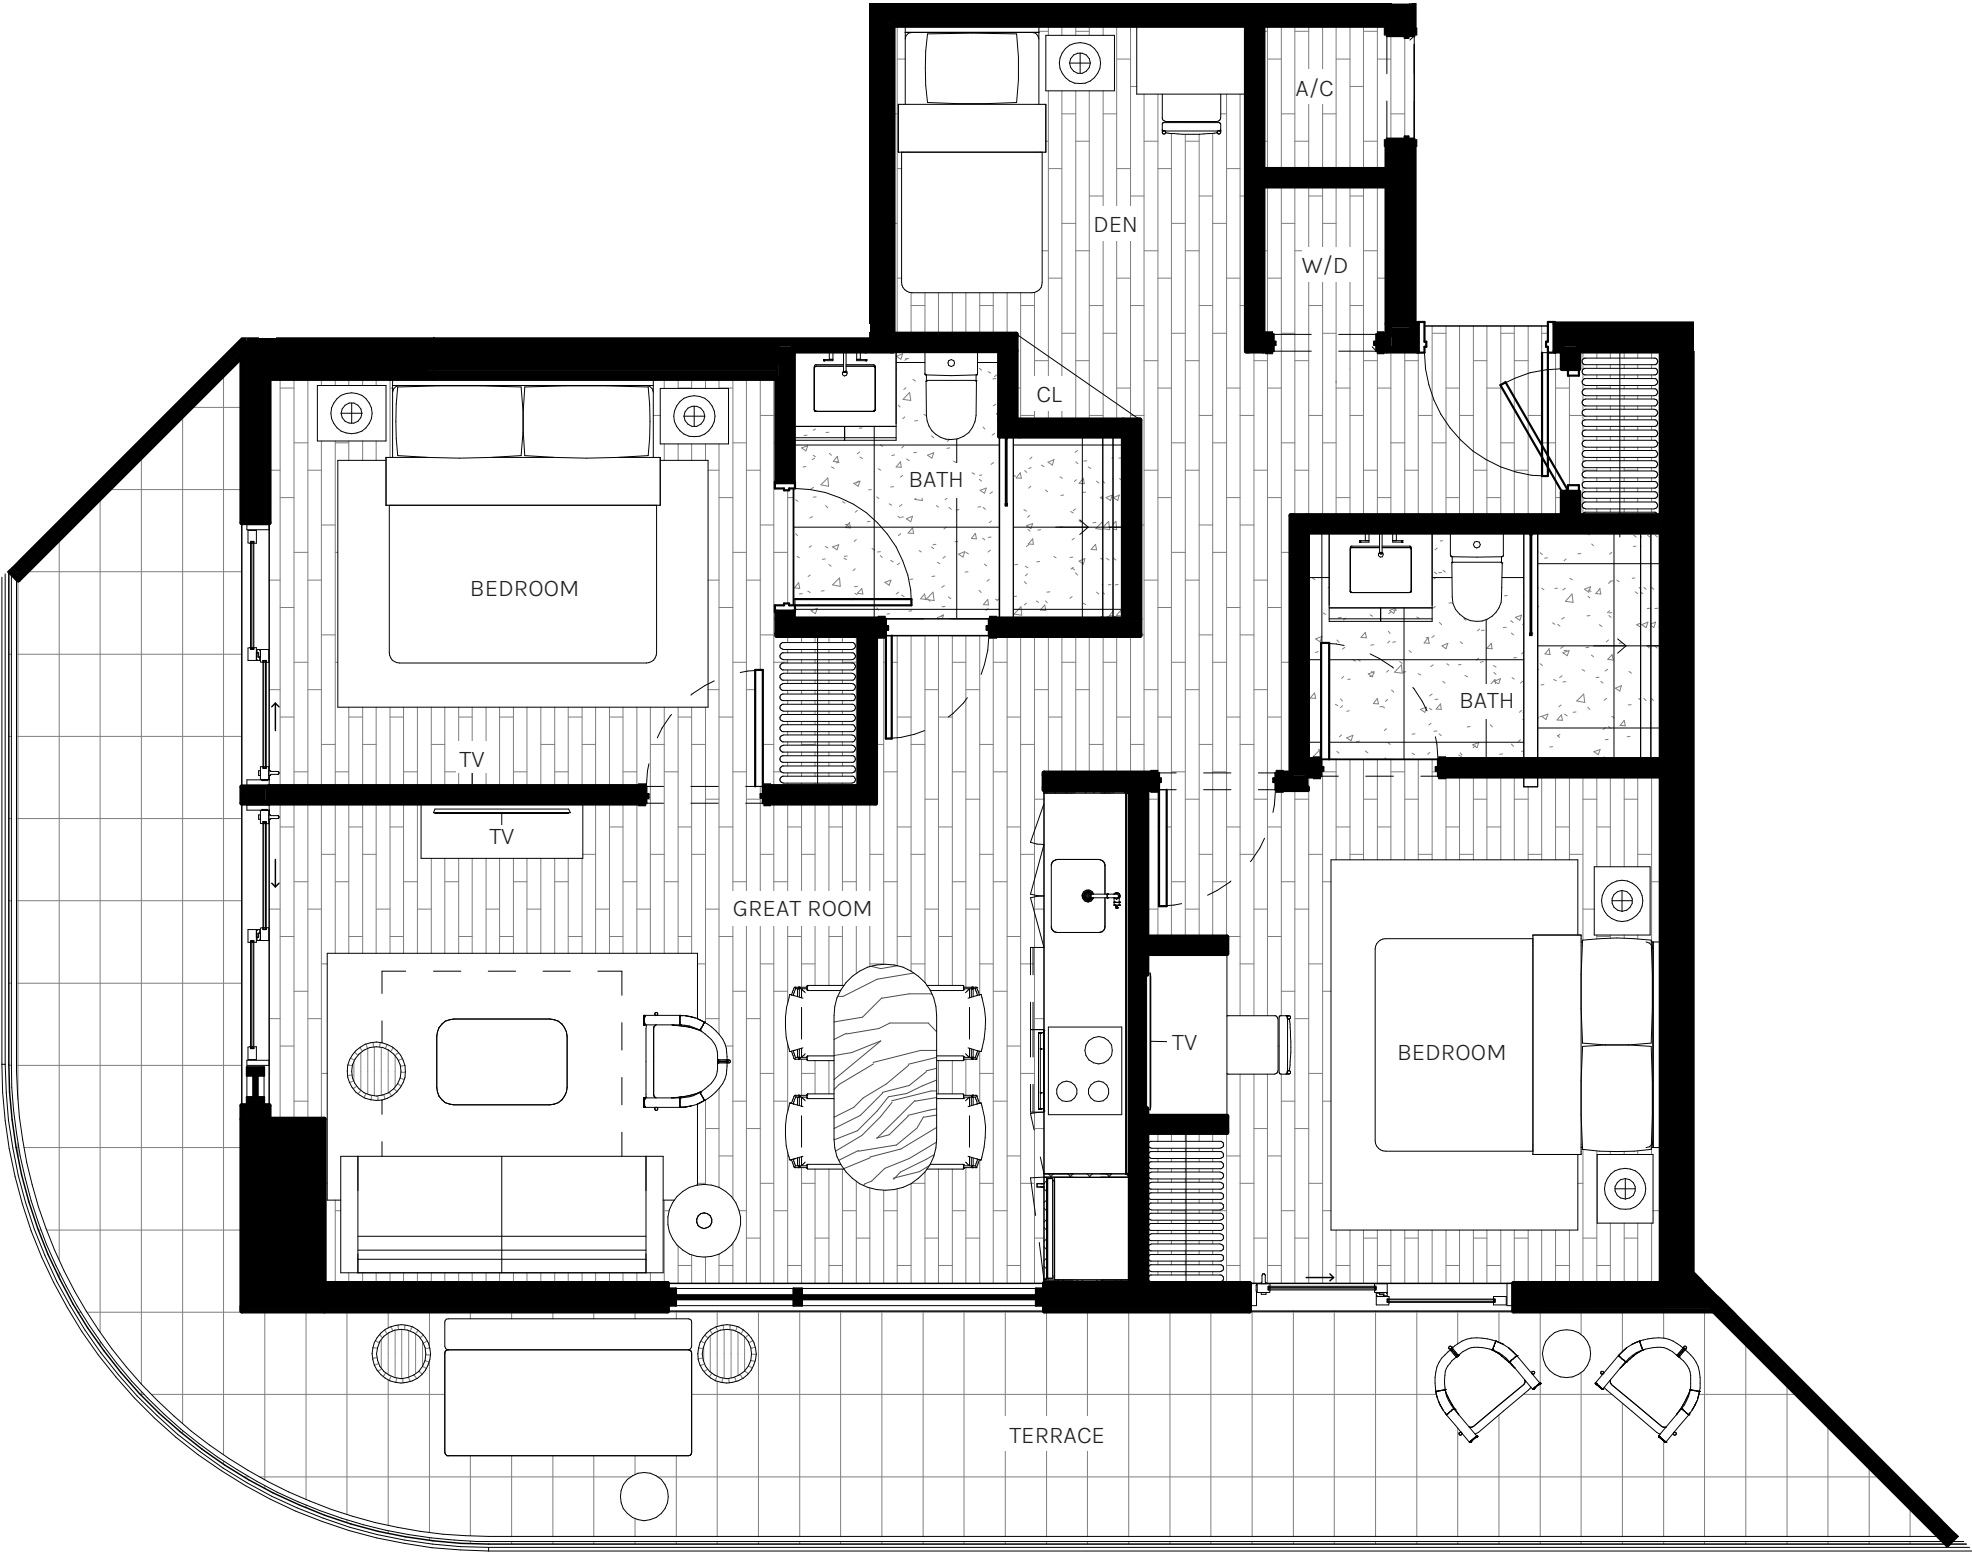 A/C
DEN
W/D
CL
BATH
BEDROOM
BATH
TV
TV
GREAT ROOM
TV
BEDROOM
TERRACE